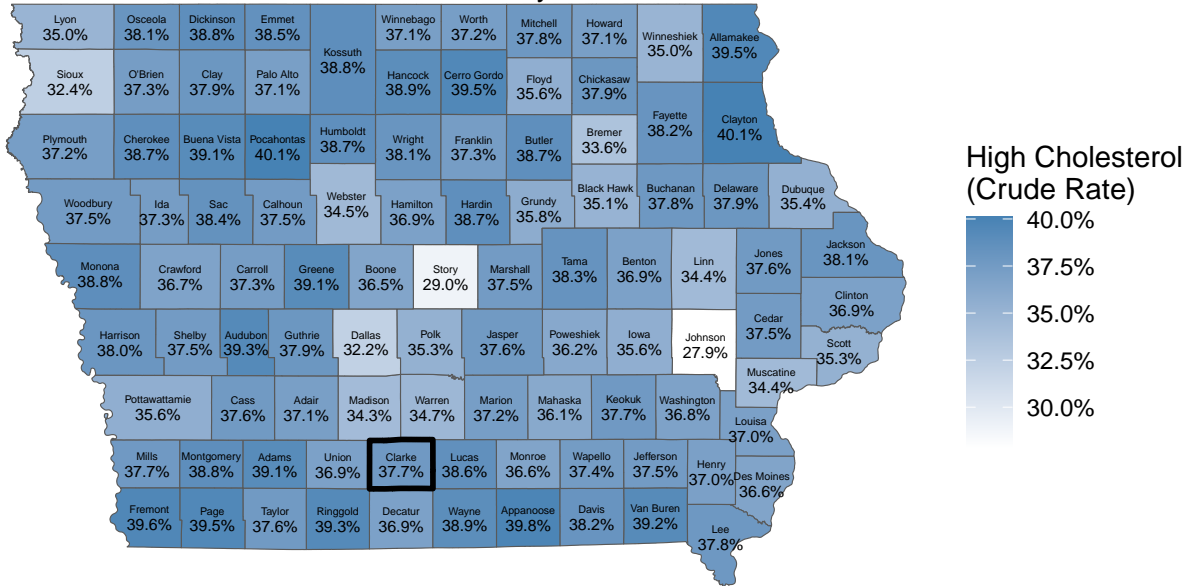 Lyon
35.0%
Osceola
38.1%
Dickinson
38.8%
Emmet
38.5%
Kossuth
38.8%
Winnebago
37.1%
Worth
37.2%
Mitchell
37.8%
Howard
37.1%
Winneshiek
35.0%
Allamakee
39.5%
Sioux
32.4%
O'Brien
37.3%
Clay
37.9%
Palo Alto
37.1%
Hancock
38.9%
Cerro Gordo
39.5%
Floyd
35.6%
Chickasaw
37.9%
Fayette
38.2%
Clayton
40.1%
Plymouth
37.2%
Cherokee
38.7%
Buena Vista
39.1%
Pocahontas
40.1%
Humboldt
38.7%
Wright
38.1%
Franklin
37.3%
Butler
38.7%
Bremer
33.6%
Woodbury
37.5%
Ida
37.3%
Sac
38.4%
Calhoun
37.5%
Webster
34.5%
Hamilton
36.9%
Hardin
38.7%
Grundy
35.8%
Black Hawk
35.1%
Buchanan
37.8%
Delaware
37.9%
Dubuque
35.4%
Monona
38.8%
Crawford
36.7%
Carroll
37.3%
Greene
39.1%
Boone
36.5%
Story
29.0%
Marshall
37.5%
Tama
38.3%
Benton
36.9%
Linn
34.4%
Jones
37.6%
Jackson
38.1%
Clinton
36.9%
Harrison
38.0%
Shelby
37.5%
Audubon
39.3%
Guthrie
37.9%
Dallas
32.2%
Polk
35.3%
Jasper
37.6%
Poweshiek
36.2%
Iowa
35.6%
Johnson
27.9%
Cedar
37.5%
Scott
35.3%
Muscatine
34.4%
Pottawattamie
35.6%
Cass
37.6%
Adair
37.1%
Madison
34.3%
Warren
34.7%
Marion
37.2%
Mahaska
36.1%
Keokuk
37.7%
Washington
36.8%
Louisa
37.0%
Mills
37.7%
Montgomery
38.8%
Adams
39.1%
Union
36.9%
Clarke
37.7%
Lucas
38.6%
Monroe
36.6%
Wapello
37.4%
Jefferson
37.5%
Henry
37.0%
Des Moines
36.6%
Fremont
39.6%
Page
39.5%
Taylor
37.6%
Ringgold
39.3%
Decatur
36.9%
Wayne
38.9%
Appanoose
39.8%
Davis
38.2%
Van Buren
39.2%
Lee
37.8%
High Cholesterol
(Crude Rate)
40.0%
37.5%
35.0%
32.5%
30.0%